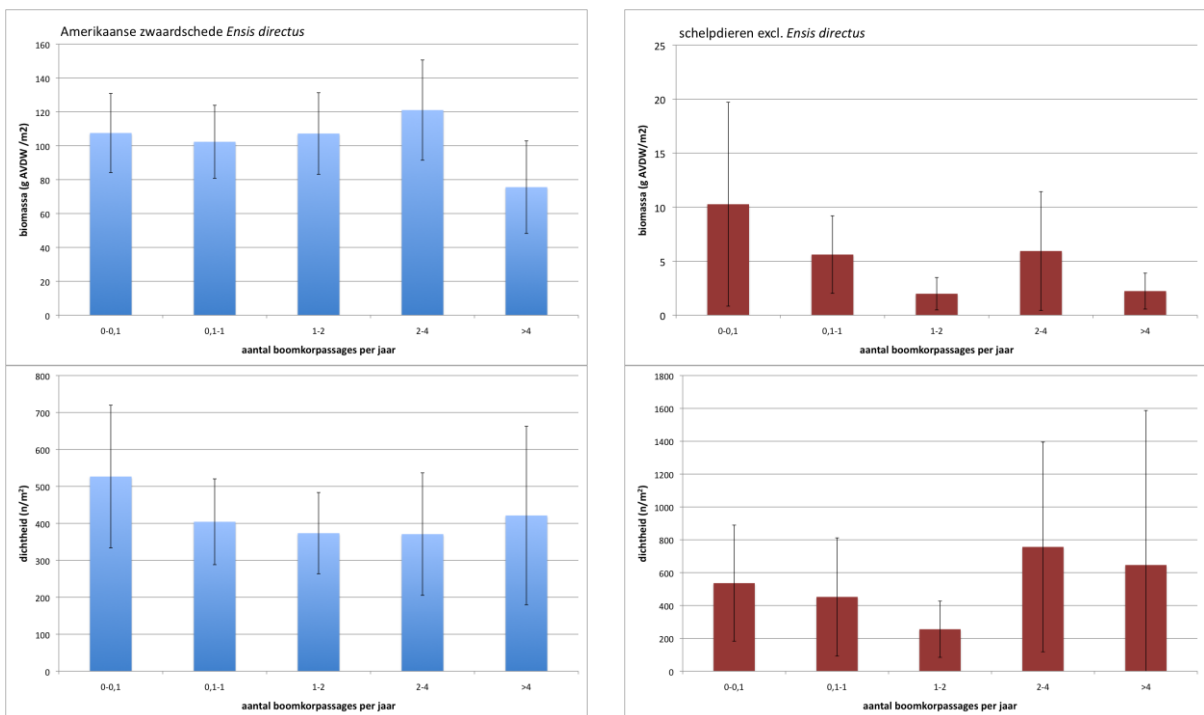 Amerikaanse zwaardschede Ensis directus
biomassa (g AVDW /m2)
160
140
120
100
80
60
40
20
0
0-0,1 0,1-1 1-2 2-4 >4
aantal boomkorpassages per jaar
schelpdieren excl. Ensis directus
biomassa (g AVDW/m2)
25
20
15
10
5
0
0-0,1 0,1-1 1-2 2-4 >4
aantal boomkorpassages per jaar
dichtheid (n/m²)
800
700
600
500
400
300
200
100
0
0-0,1 0,1-1 1-2 2-4 >4
aantal boomkorpassages per jaar
dichtheid (n/m²)
1800
1600
1400
1200
1000
800
600
400
200
0
0-0,1 0,1-1 1-2 2-4 >4
aantal boomkorpassages per jaar